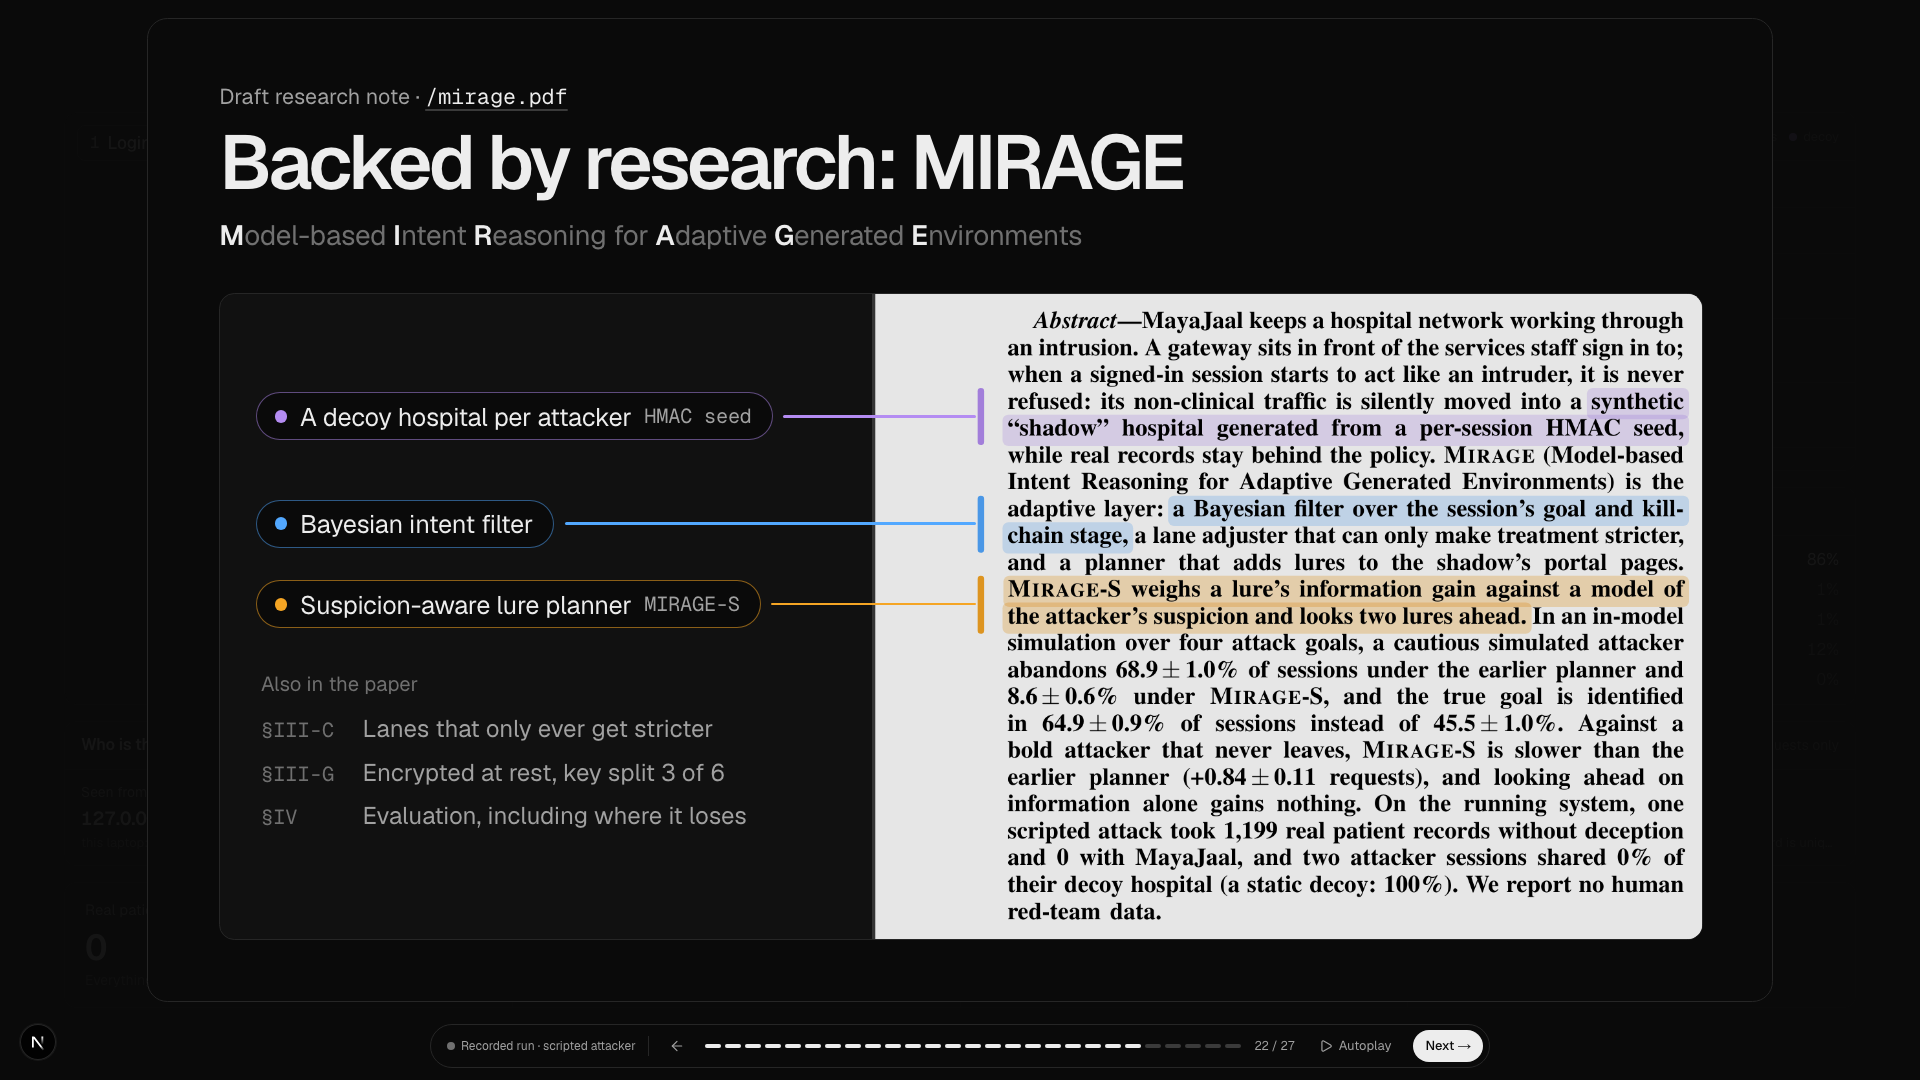 Draft research note · /mirage.pdf
Backed by research: MIRAGE
Model-based Intent Reasoning for Adaptive Generated Environments
A decoy hospital per attacker HMAC seed
Bayesian intent filter
Suspicion-aware lure planner MIRAGE-S
Also in the paper
§III-C Lanes that only ever get stricter
§III-G Encrypted at rest, key split 3 of 6
§IV Evaluation, including where it loses
Abstract—MayaJaal keeps a hospital network working through
an intrusion. A gateway sits in front of the services staff sign in to;
when a signed-in session starts to act like an intruder, it is never
refused: its non-clinical traffic is silently moved into a synthetic
“shadow” hospital generated from a per-session HMAC seed,
while real records stay behind the policy. MIRAGE (Model-based
Intent Reasoning for Adaptive Generated Environments) is the
adaptive layer: a Bayesian filter over the session’s goal and kill-
chain stage, a lane adjuster that can only make treatment stricter,
and a planner that adds lures to the shadow’s portal pages.
MIRAGE-S weighs a lure’s information gain against a model of
the attacker’s suspicion and looks two lures ahead. In an in-model
simulation over four attack goals, a cautious simulated attacker
abandons 68.9 ± 1.0% of sessions under the earlier planner and
8.6 ± 0.6% under MIRAGE-S, and the true goal is identified
in 64.9 ± 0.9% of sessions instead of 45.5 ± 1.0%. Against a
bold attacker that never leaves, MIRAGE-S is slower than the
earlier planner (+0.84 ± 0.11 requests), and looking ahead on
information alone gains nothing. On the running system, one
scripted attack took 1,199 real patient records without deception
and 0 with MayaJaal, and two attacker sessions shared 0% of
their decoy hospital (a static decoy: 100%). We report no human
red-team data.
1 Login
86%
Who is th
Seen from
127.0.0
Real pati
0
N
Recorded run · scripted attacker
←
22 / 27
Autoplay
Next →